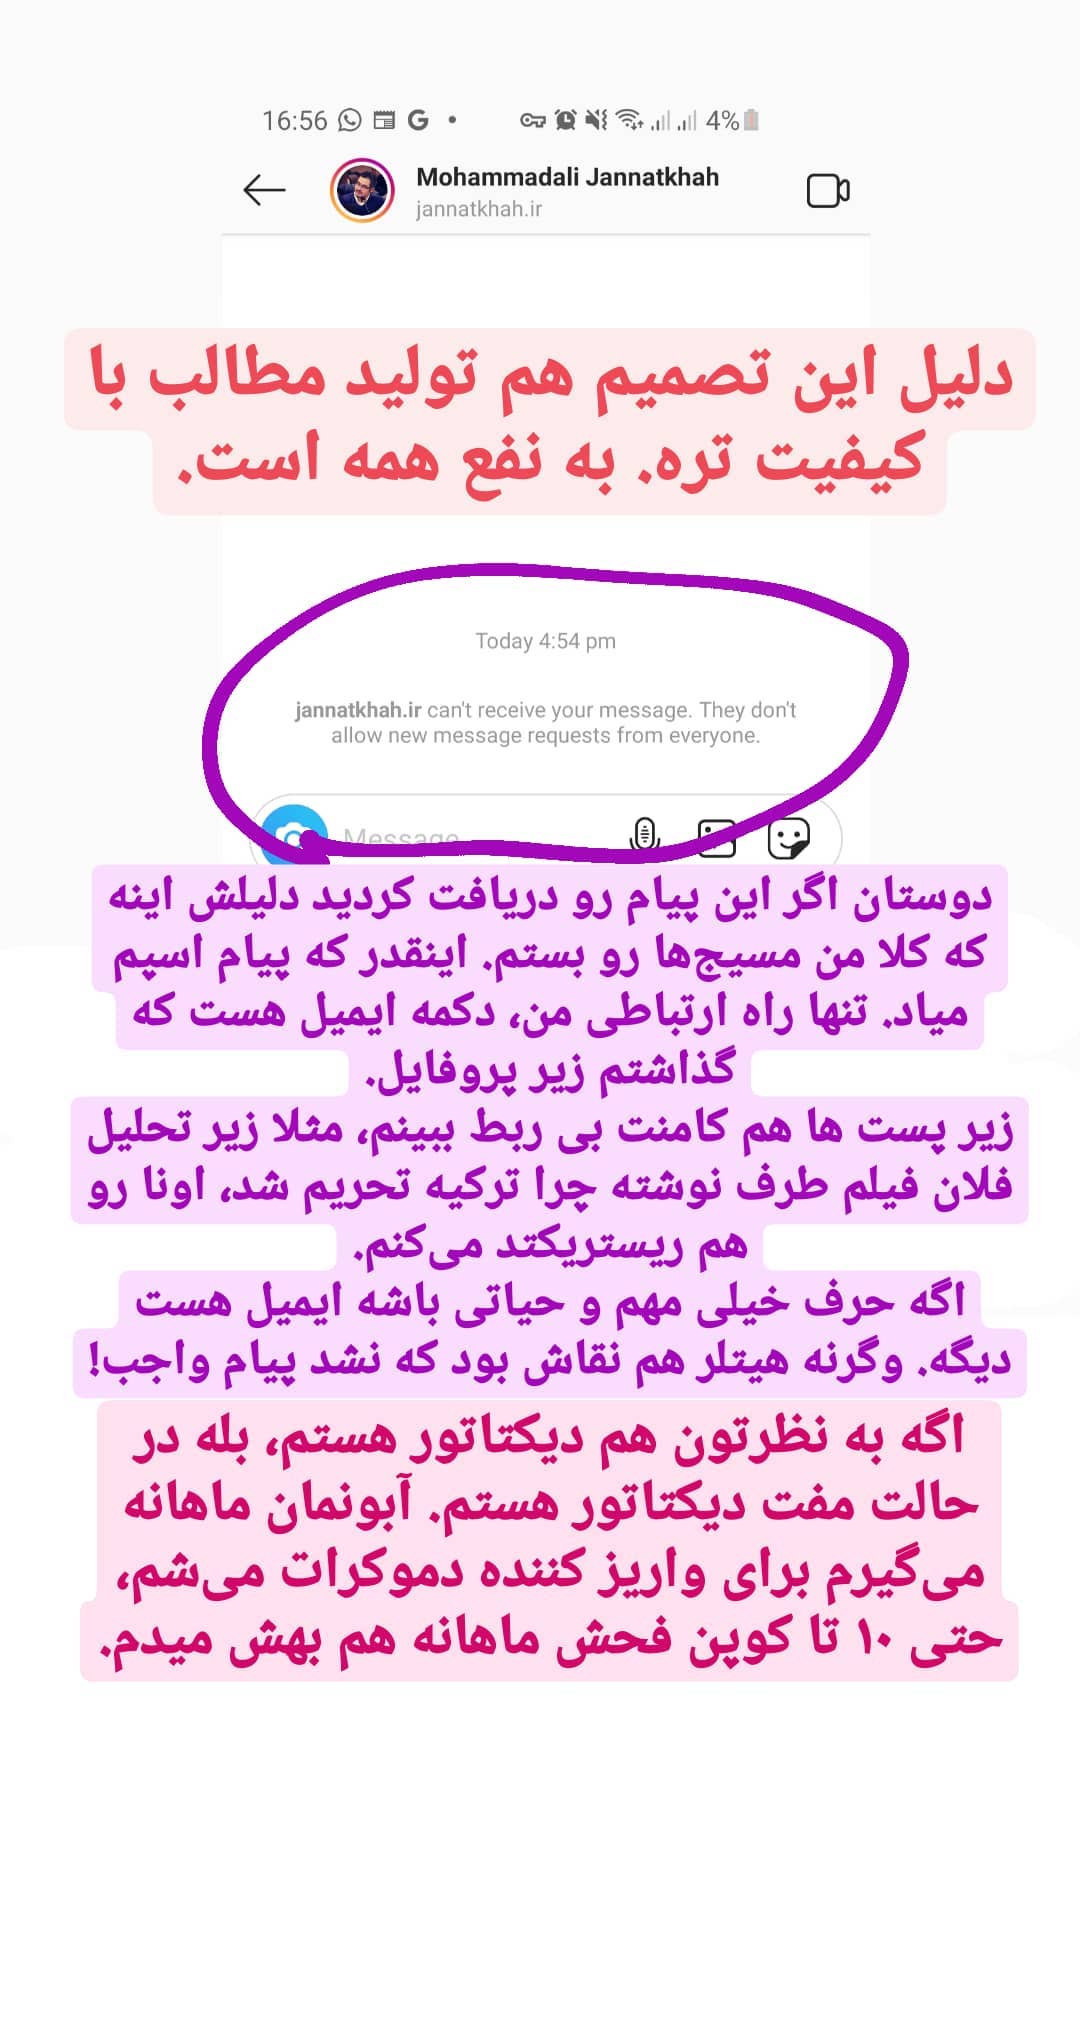 16:56 4%
Mohammadali Jannatkhah
jannatkhah.ir
دلیل این تصمیم هم تولید مطالب با
کیفیت تره. به نفع همه است.
Today 4:54 pm
jannatkhah.ir can't receive your message. They don't
allow new message requests from everyone.
Message
دوستان اگر این پیام رو دریافت کردید دلیلش اینه
که کلا من مسیج‌ها رو بستم. اینقدر که پیام اسپم
میاد. تنها راه ارتباطی من، دکمه ایمیل هست که
گذاشتم زیر پروفایل.
زیر پست ها هم کامنت بی ربط ببینم، مثلا زیر تحلیل
فلان فیلم طرف نوشته چرا ترکیه تحریم شد، اونا رو
هم ریستریکتد می‌کنم.
اگه حرف خیلی مهم و حیاتی باشه ایمیل هست
دیگه. وگرنه هیتلر هم نقاش بود که نشد پیام واجب!
اگه به نظرتون هم دیکتاتور هستم، بله در
حالت مفت دیکتاتور هستم. آبونمان ماهانه
می‌گیرم برای واریز کننده دموکرات می‌شم،
حتی ۱۰ تا کوپن فحش ماهانه هم بهش میدم.